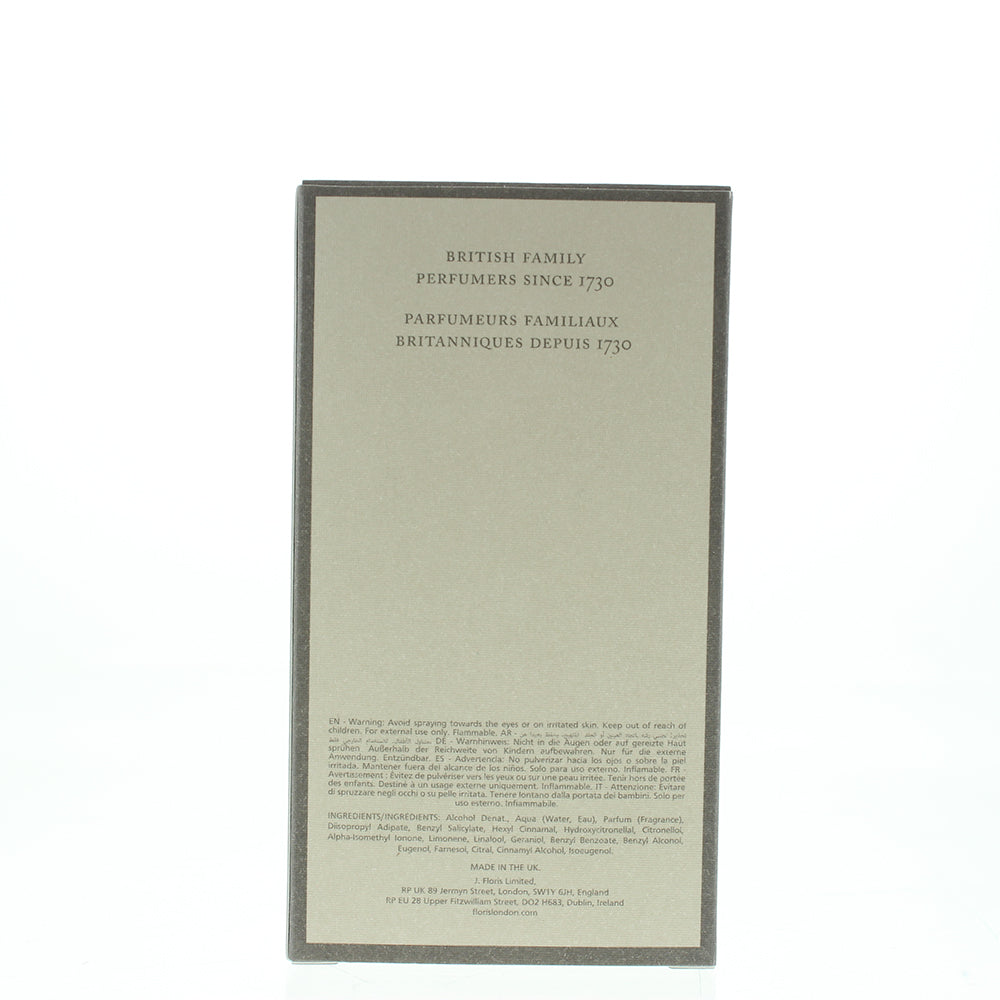 BRITISH FAMILY
PERFUMERS SINCE 1730
PARFUMEURS FAMILIAUX
BRITANNIQUES DEPUIS 1730
EN - Warning: Avoid spraying towards the eyes or on irritated skin. Keep out of reach of
children. For external use only. Flammable. AR -
DE - Warnhinweis: Nicht in die Augen oder auf gereizte Haut
sprühen. Außerhalb der Reichweite von Kindern aufbewahren. Nur für die externe
Anwendung. Entzündbar. ES - Advertencia: No pulverizar hacia los ojos o sobre la piel
irritada. Mantener fuera del alcance de los niños. Solo para uso externo. Inflamable. FR -
Avertissement : Évitez de pulvériser vers les yeux ou sur une peau irritée. Tenir hors de portée
des enfants. Destiné à un usage externe uniquement. Inflammable. IT - Attenzione: Evitare
di spruzzare negli occhi o su pelle irritata. Tenere lontano dalla portata dei bambini. Solo per
uso esterno. Infiammabile.
INGREDIENTS/INGREDIENTS: Alcohol Denat., Aqua (Water, Eau), Parfum (Fragrance),
Diisopropyl Adipate, Benzyl Salicylate, Hexyl Cinnamal, Hydroxycitronellal, Citronellol,
Alpha-Isomethyl Ionone, Limonene, Linalool, Geraniol, Benzyl Benzoate, Benzyl Alcohol,
Eugenol, Farnesol, Citral, Cinnamyl Alcohol, Isoeugenol.
MADE IN THE UK.
J. Floris Limited,
RP UK 89 Jermyn Street, London, SW1Y 6JH, England
RP EU 28 Upper Fitzwilliam Street, DO2 H683, Dublin, Ireland
florislondon.com